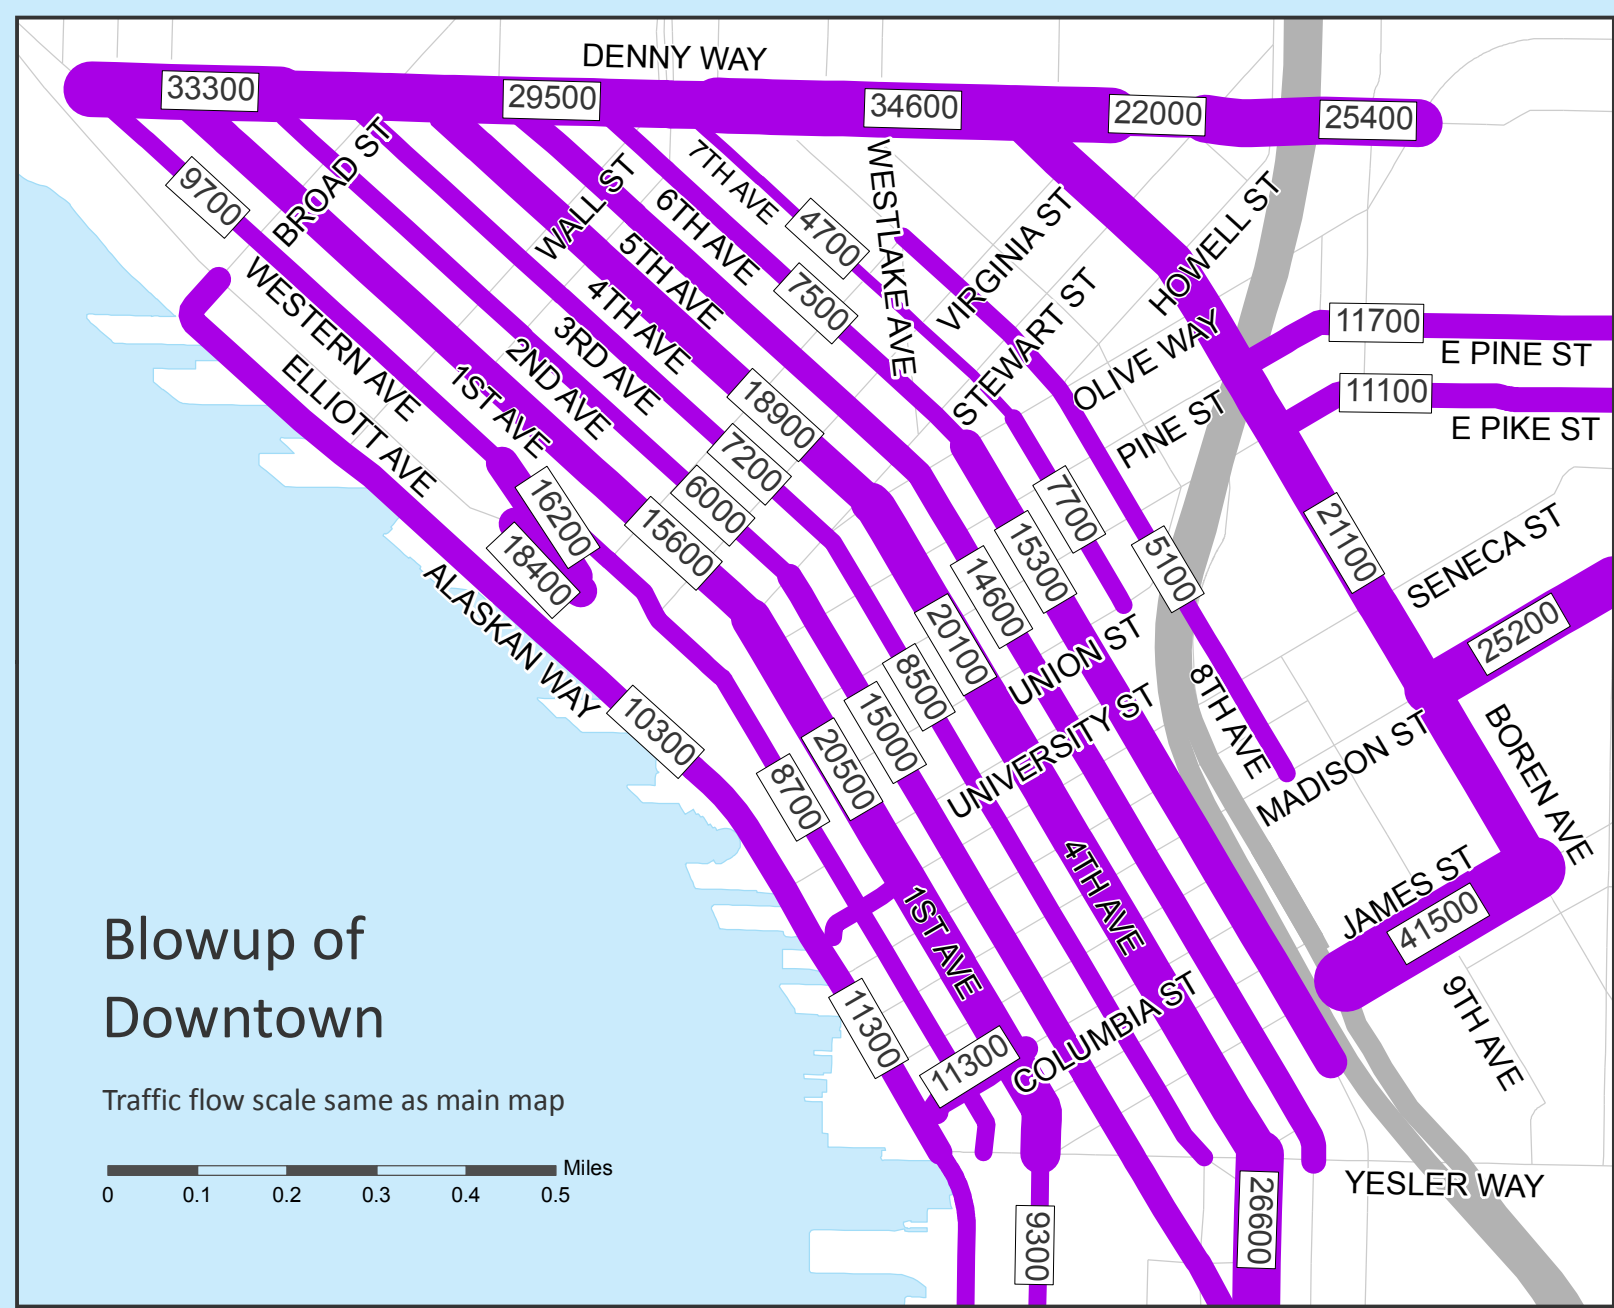 DENNY WAY
33300
29500
34600
22000
25400
9700
BROAD ST
WALL ST
7TH AVE
6TH AVE
5TH AVE
4TH AVE
3RD AVE
2ND AVE
1ST AVE
WESTERN AVE
ELLIOTT AVE
ALASKAN WAY
4700
7500
WESTLAKE AVE
VIRGINIA ST
STEWART ST
HOWELL ST
OLIVE WAY
PINE ST
11700
E PINE ST
11100
E PIKE ST
18900
7200
6000
15600
16200
18400
7700
15300
14600
20100
8500
15000
20500
8700
10300
5100
21100
SENECA ST
25200
UNION ST
UNIVERSITY ST
8TH AVE
MADISON ST
BOREN AVE
JAMES ST
41500
9TH AVE
4TH AVE
1ST AVE
COLUMBIA ST
11300
11300
YESLER WAY
9300
26600
Blowup of
Downtown
Traffic flow scale same as main map
Miles
0 0.1 0.2 0.3 0.4 0.5